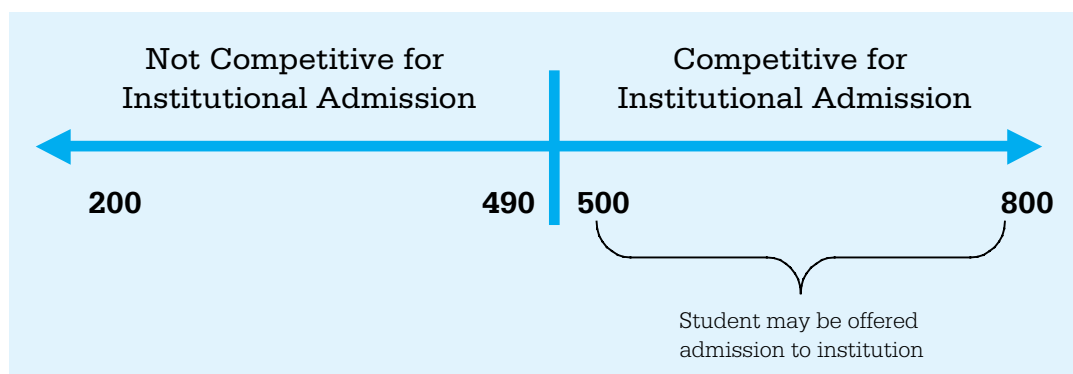 Not Competitive for
Institutional Admission
Competitive for
Institutional Admission
200
490
500
800
Student may be offered
admission to institution